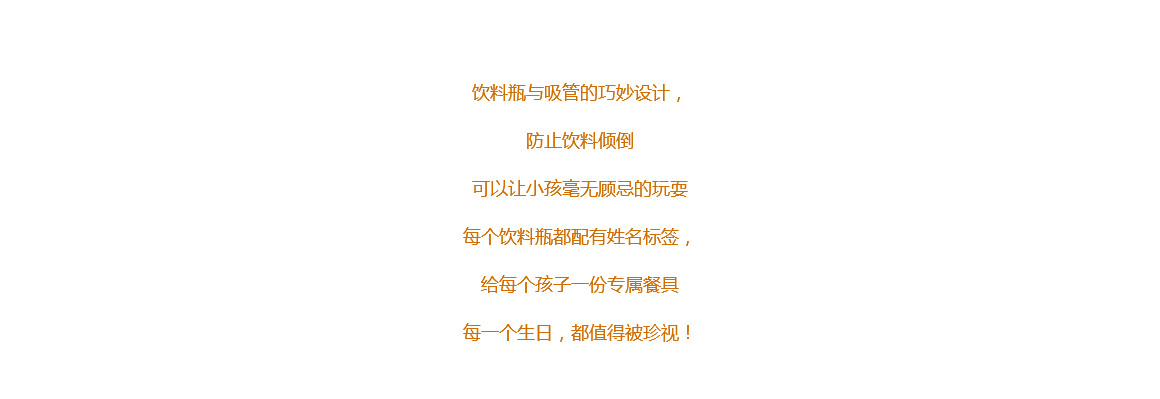 饮料瓶与吸管的巧妙设计，
防止饮料倾倒
可以让小孩毫无顾忌的玩耍
每个饮料瓶都配有姓名标签，
给每个孩子一份专属餐具
每一个生日，都值得被珍视！